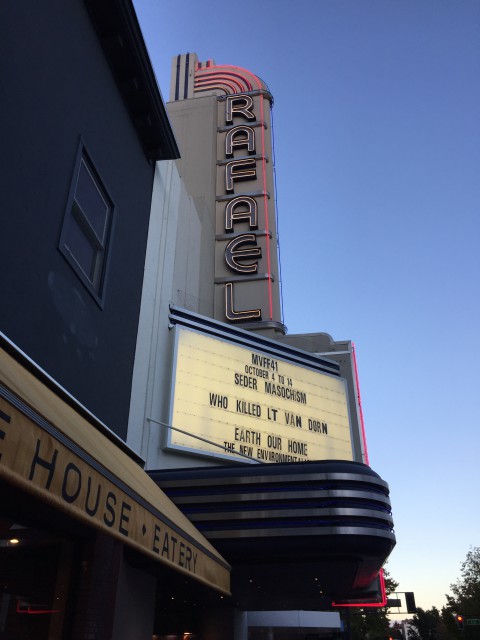 RAFAEL
MVFF41
OCTOBER 4 TO 14
SEDER MASOCHISM
WHO KILLED LT VAN DORN
EARTH OUR HOME
THE NEW
HOUSE · EATERY